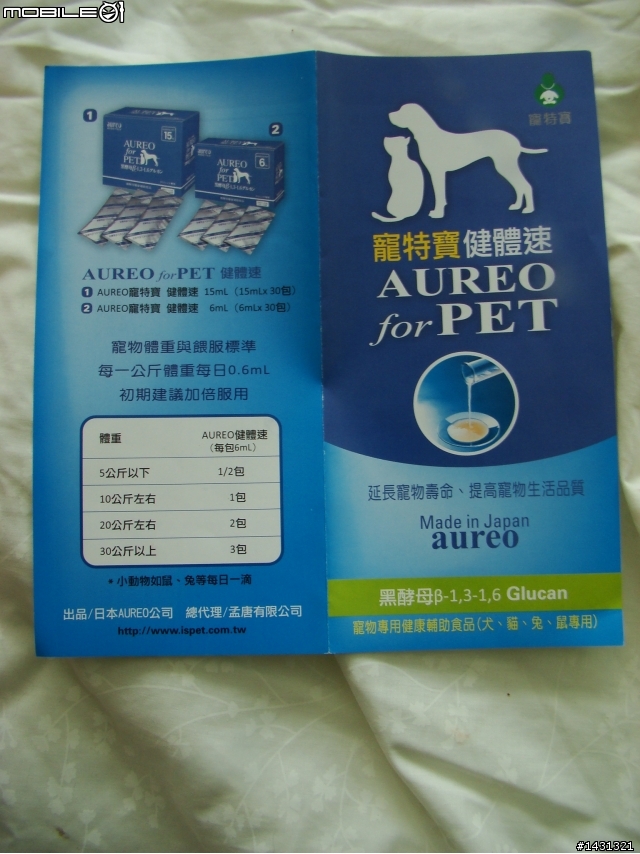 MOBILE01
1
2
AUREO
for
PET
15
AUREO
for
PET
6
AUREO for PET 健體速
1 AUREO寵特寶 健體速 15mL（15mLx 30包）
2 AUREO寵特寶 健體速 6mL（6mLx 30包）
寵物體重與餵服標準
每一公斤體重每日0.6mL
初期建議加倍服用
體重 AUREO健體速
（每包6mL）
5公斤以下 1/2包
10公斤左右 1包
20公斤左右 2包
30公斤以上 3包
•小動物如鼠、兔等每日一滴
出品/日本AUREO公司 總代理/孟唐有限公司
http://www.ispet.com.tw
寵特寶
寵特寶健體速
AUREO
for PET
延長寵物壽命、提高寵物生活品質
Made in Japan
aureo
黑酵母β-1,3-1,6 Glucan
寵物專用健康輔助食品(犬、貓、兔、鼠專用)
#1431321